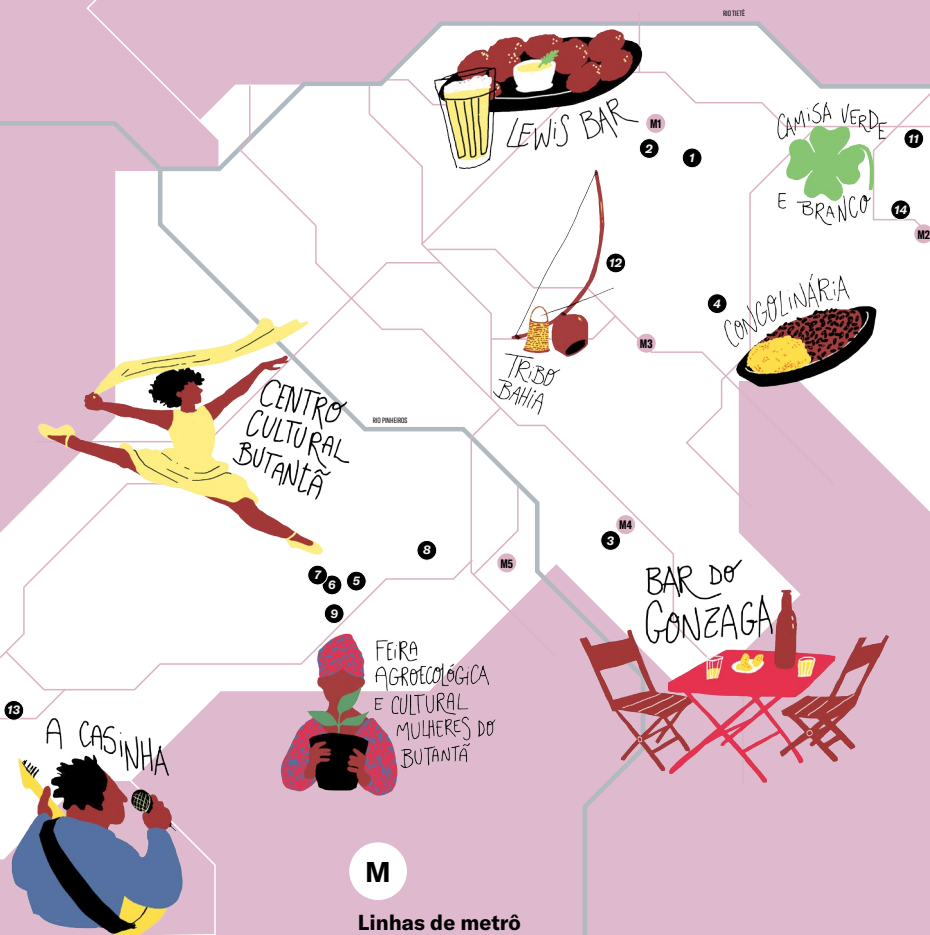 RIO TIETÊ
LEWIS BAR
M1
2
1
CAMISA VERDE
E BRANCO
11
14
M2
12
4
CONGOLINÁRIA
M3
TRIBO
BAHIA
CENTRO
CULTURAL
BUTANTÃ
RIO PINHEIROS
M4
3
8
M5
7
6
5
9
BAR DO
GONZAGA
FEIRA
AGROECOLÓGICA
E CULTURAL
MULHERES DO
BUTANTÃ
13
A CASINHA
M
Linhas de metrô